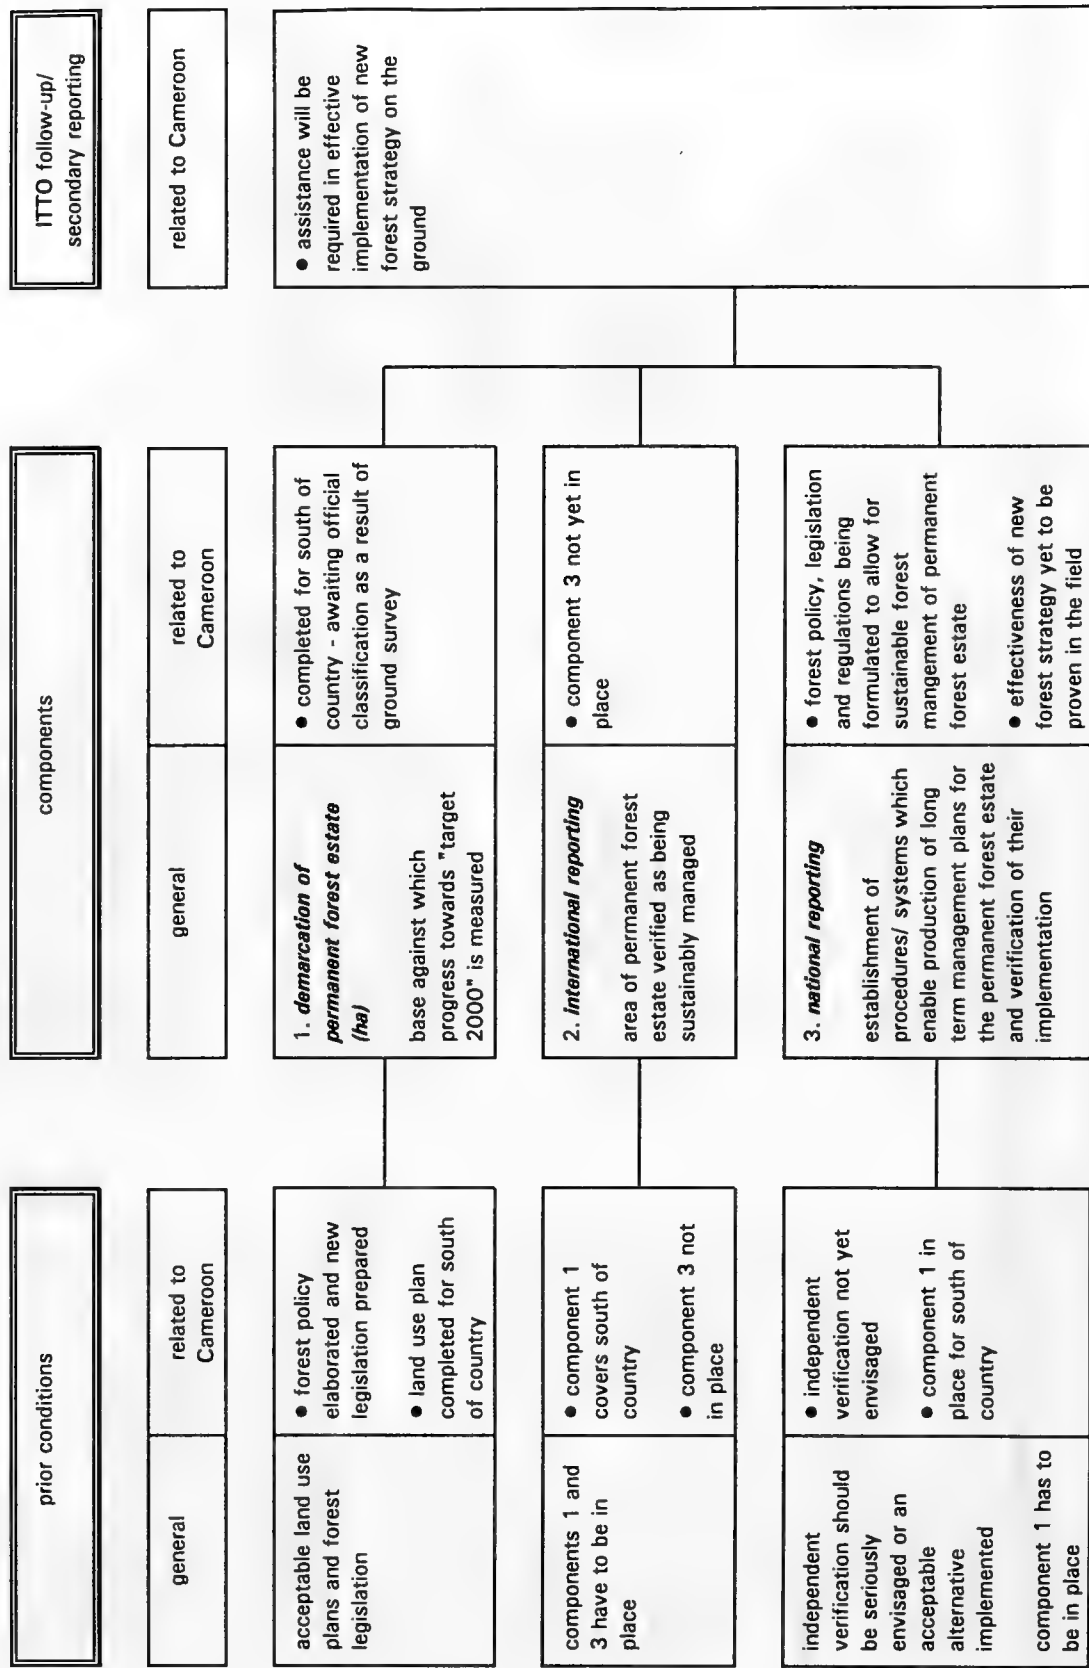 prior conditions
components
ITTO follow-up/
secondary reporting
general
related to
Cameroon
general
related to
Cameroon
related to Cameroon
acceptable land use
plans and forest
legislation
● forest policy
elaborated and new
legislation prepared
● land use plan
completed for south
of country
1. demarcation of
permanent forest estate
(ha)
base against which
progress towards "target
2000" is measured
● completed for south of
country - awaiting official
classification as a result of
ground survey
● assistance will be
required in effective
implementation of new
forest strategy on the
ground
components 1 and
3 have to be in
place
● component 1
covers south of
country
● component 3 not
in place
2. international reporting
area of permanent forest
estate verified as being
sustainably managed
● component 3 not yet in
place
independent
verification should
be seriously
envisaged or an
acceptable
alternative
implemented
component 1 has to
be in place
● independent
verification not yet
envisaged
● component 1 in
place for south of
country
3. national reporting
establishment of
procedures/ systems which
enable production of long
term management plans for
the permanent forest estate
and verification of their
implementation
● forest policy, legislation
and regulations being
formulated to allow for
sustainable forest
mangement of permanent
forest estate
● effectiveness of new
forest strategy yet to be
proven in the field